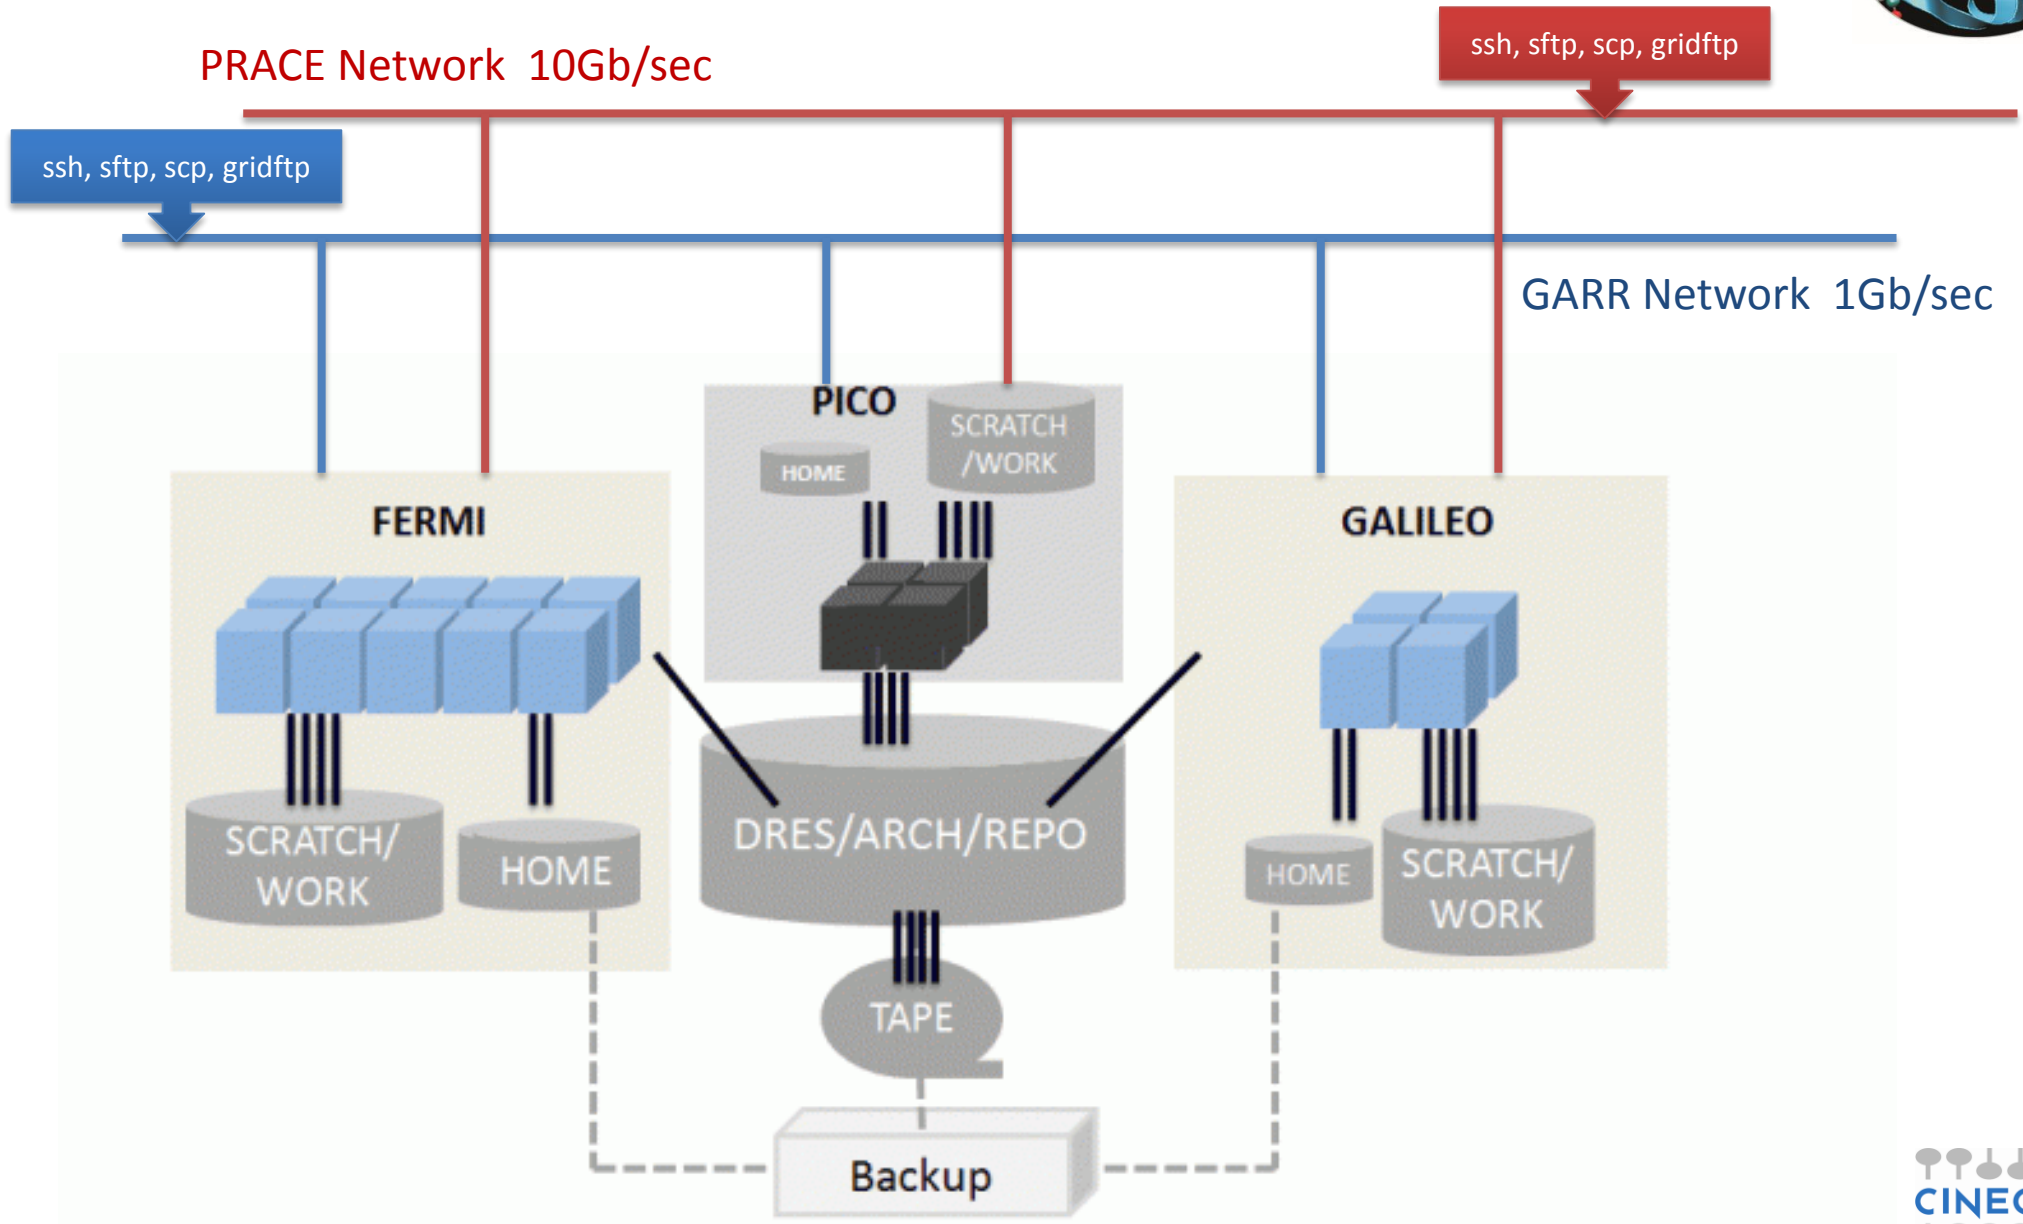 ssh, sftp, scp, gridftp
PRACE Network 10Gb/sec
ssh, sftp, scp, gridftp
GARR Network 1Gb/sec
PICO
SCRATCH
/WORK
HOME
FERMI
GALILEO
DRES/ARCH/REPO
SCRATCH/
WORK
HOME
HOME
SCRATCH/
WORK
TAPE
Backup